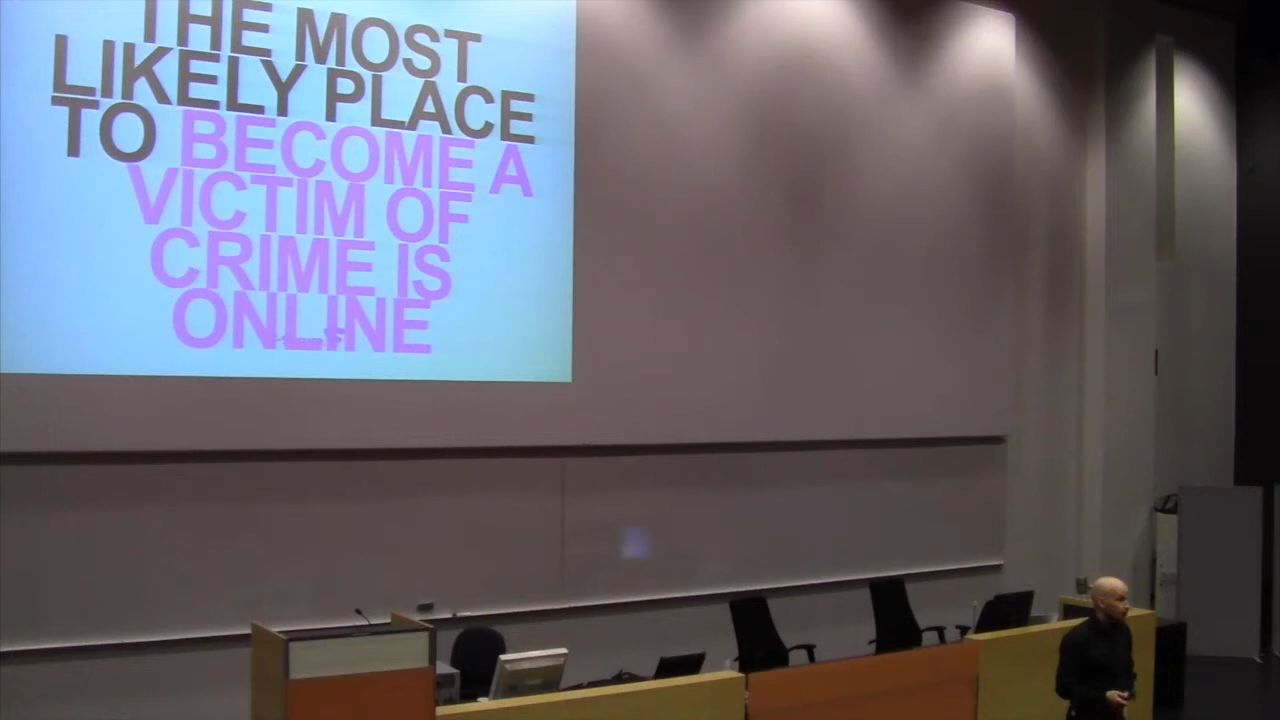 THE MOST
LIKELY PLACE
TO BECOME A
VICTIM OF
CRIME IS
ONLINE